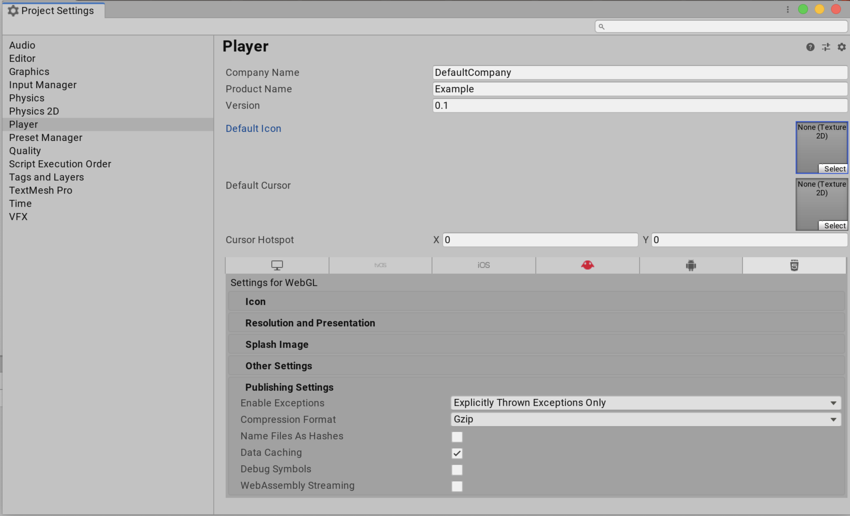 Project Settings
Audio
Editor
Graphics
Input Manager
Physics
Physics 2D
Player
Preset Manager
Quality
Script Execution Order
Tags and Layers
TextMesh Pro
Time
VFX
Player
Company Name
DefaultCompany
Product Name
Example
Version
0.1
Default Icon
None (Texture
2D)
Select
Default Cursor
None (Texture
2D)
Select
Cursor Hotspot
X 0
Y 0
iOS
Settings for WebGL
Icon
Resolution and Presentation
Splash Image
Other Settings
Publishing Settings
Enable Exceptions
Explicitly Thrown Exceptions Only
Compression Format
Gzip
Name Files As Hashes
Data Caching
Debug Symbols
WebAssembly Streaming